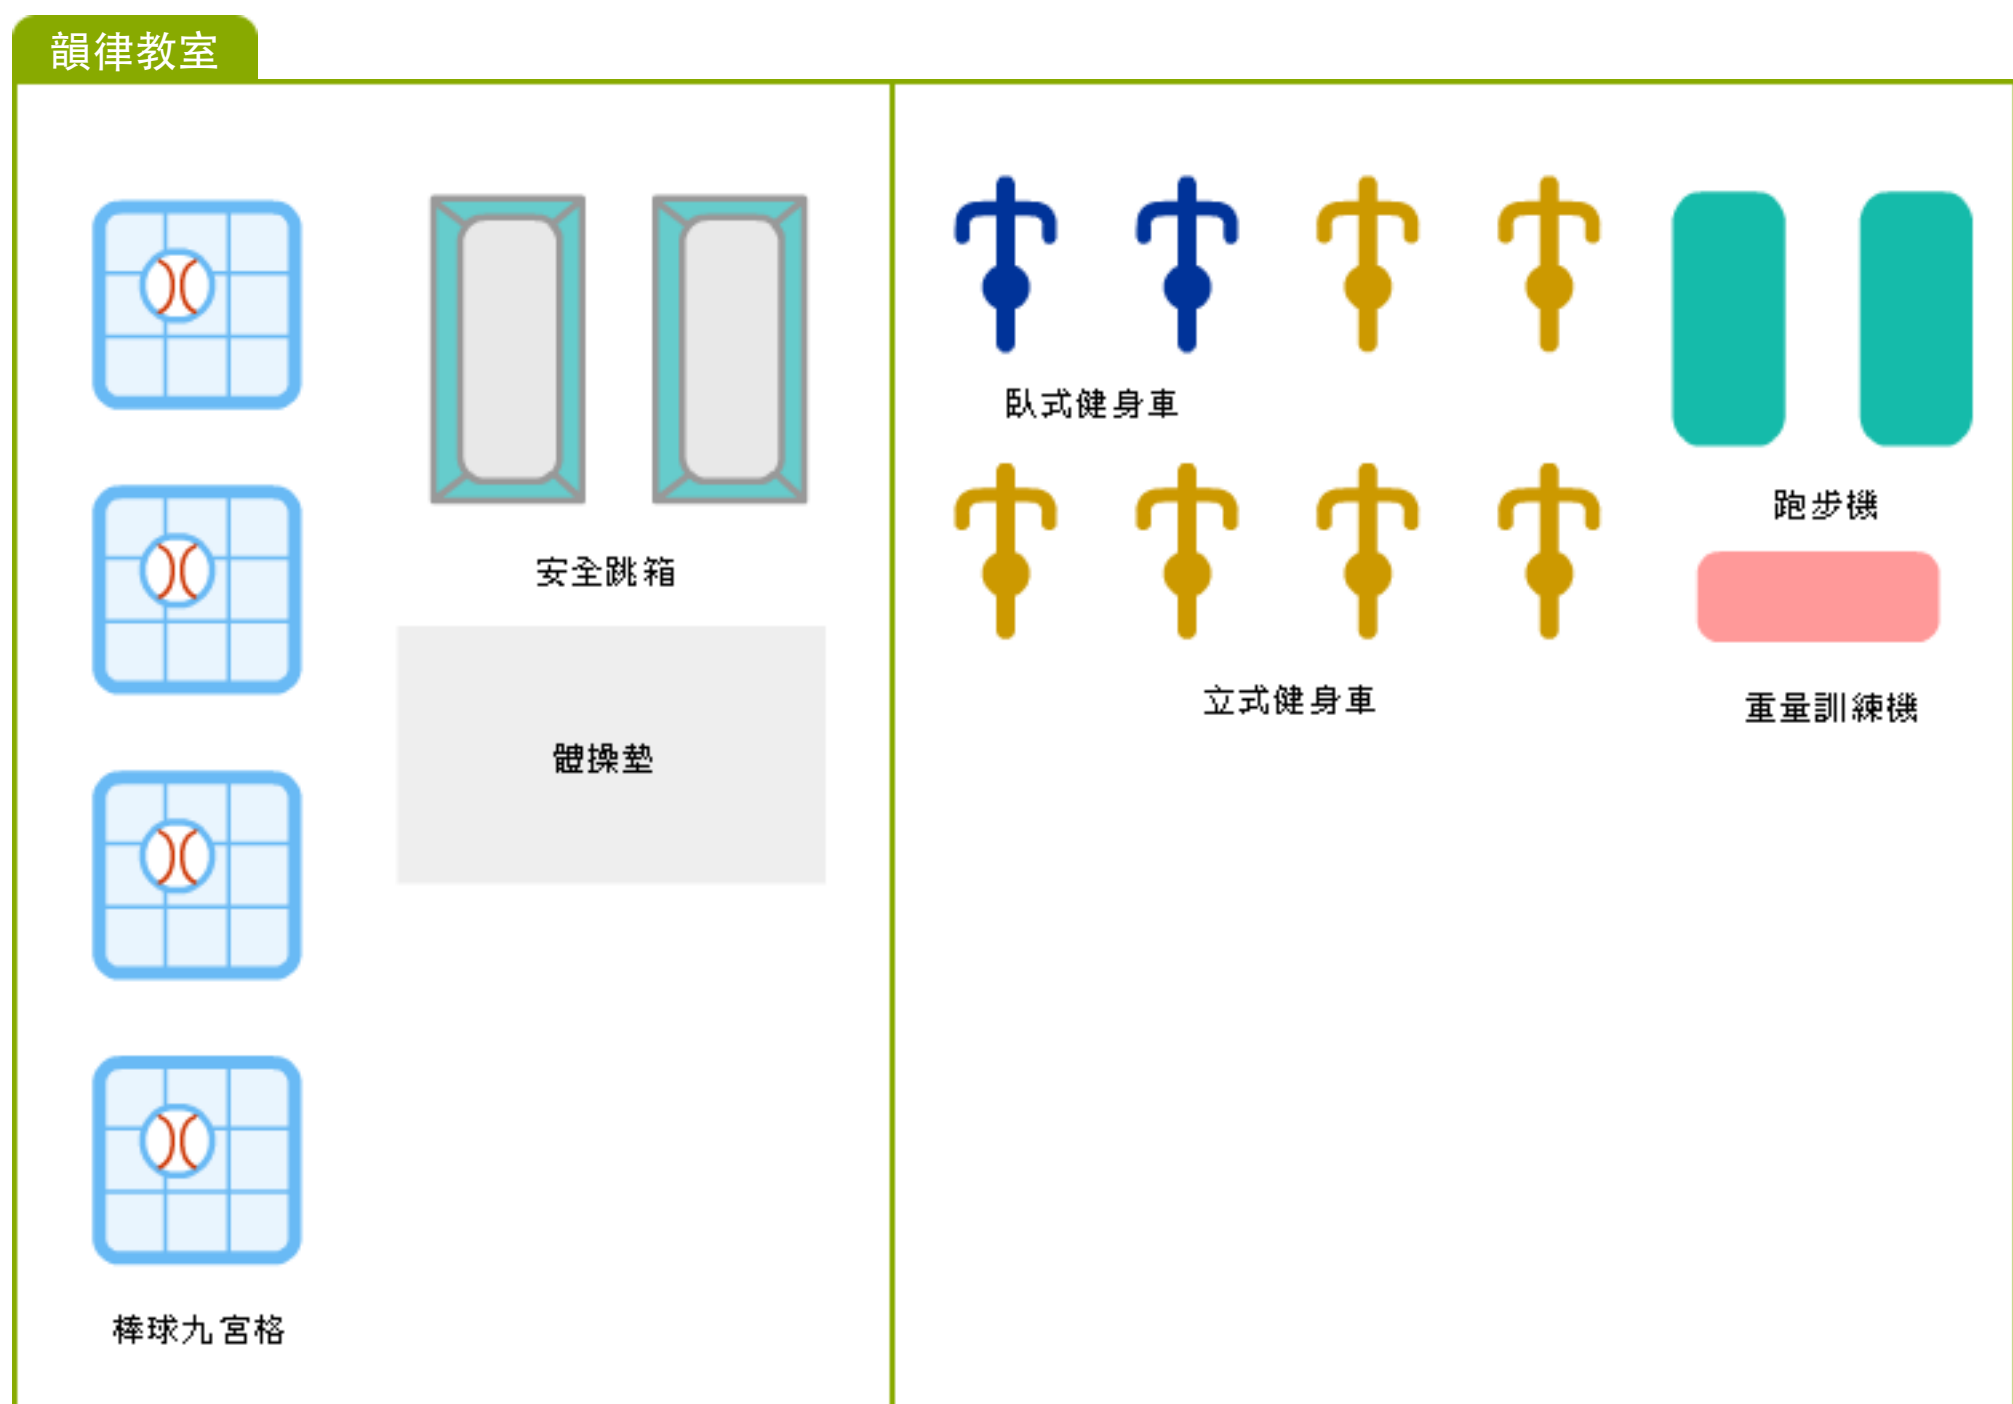 韻律教室
安全跳箱
體操墊
棒球九宮格
臥式健身車
立式健身車
跑步機
重量訓練機